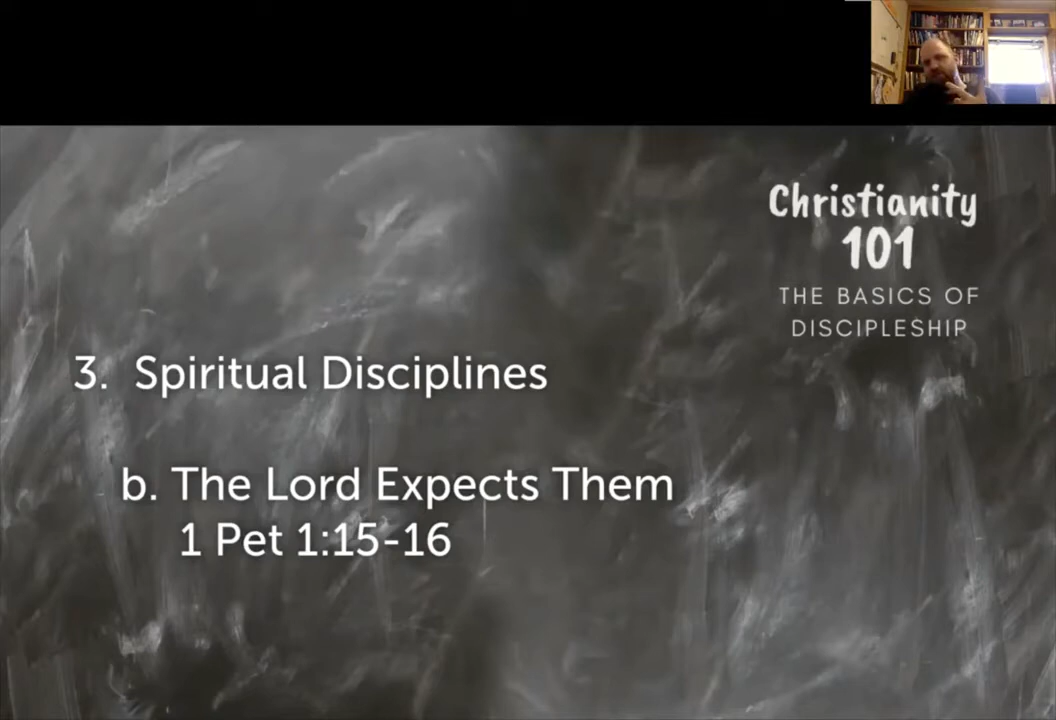 Christianity
101
THE BASICS OF
DISCIPLESHIP
3. Spiritual Disciplines
b. The Lord Expects Them
1 Pet 1:15-16